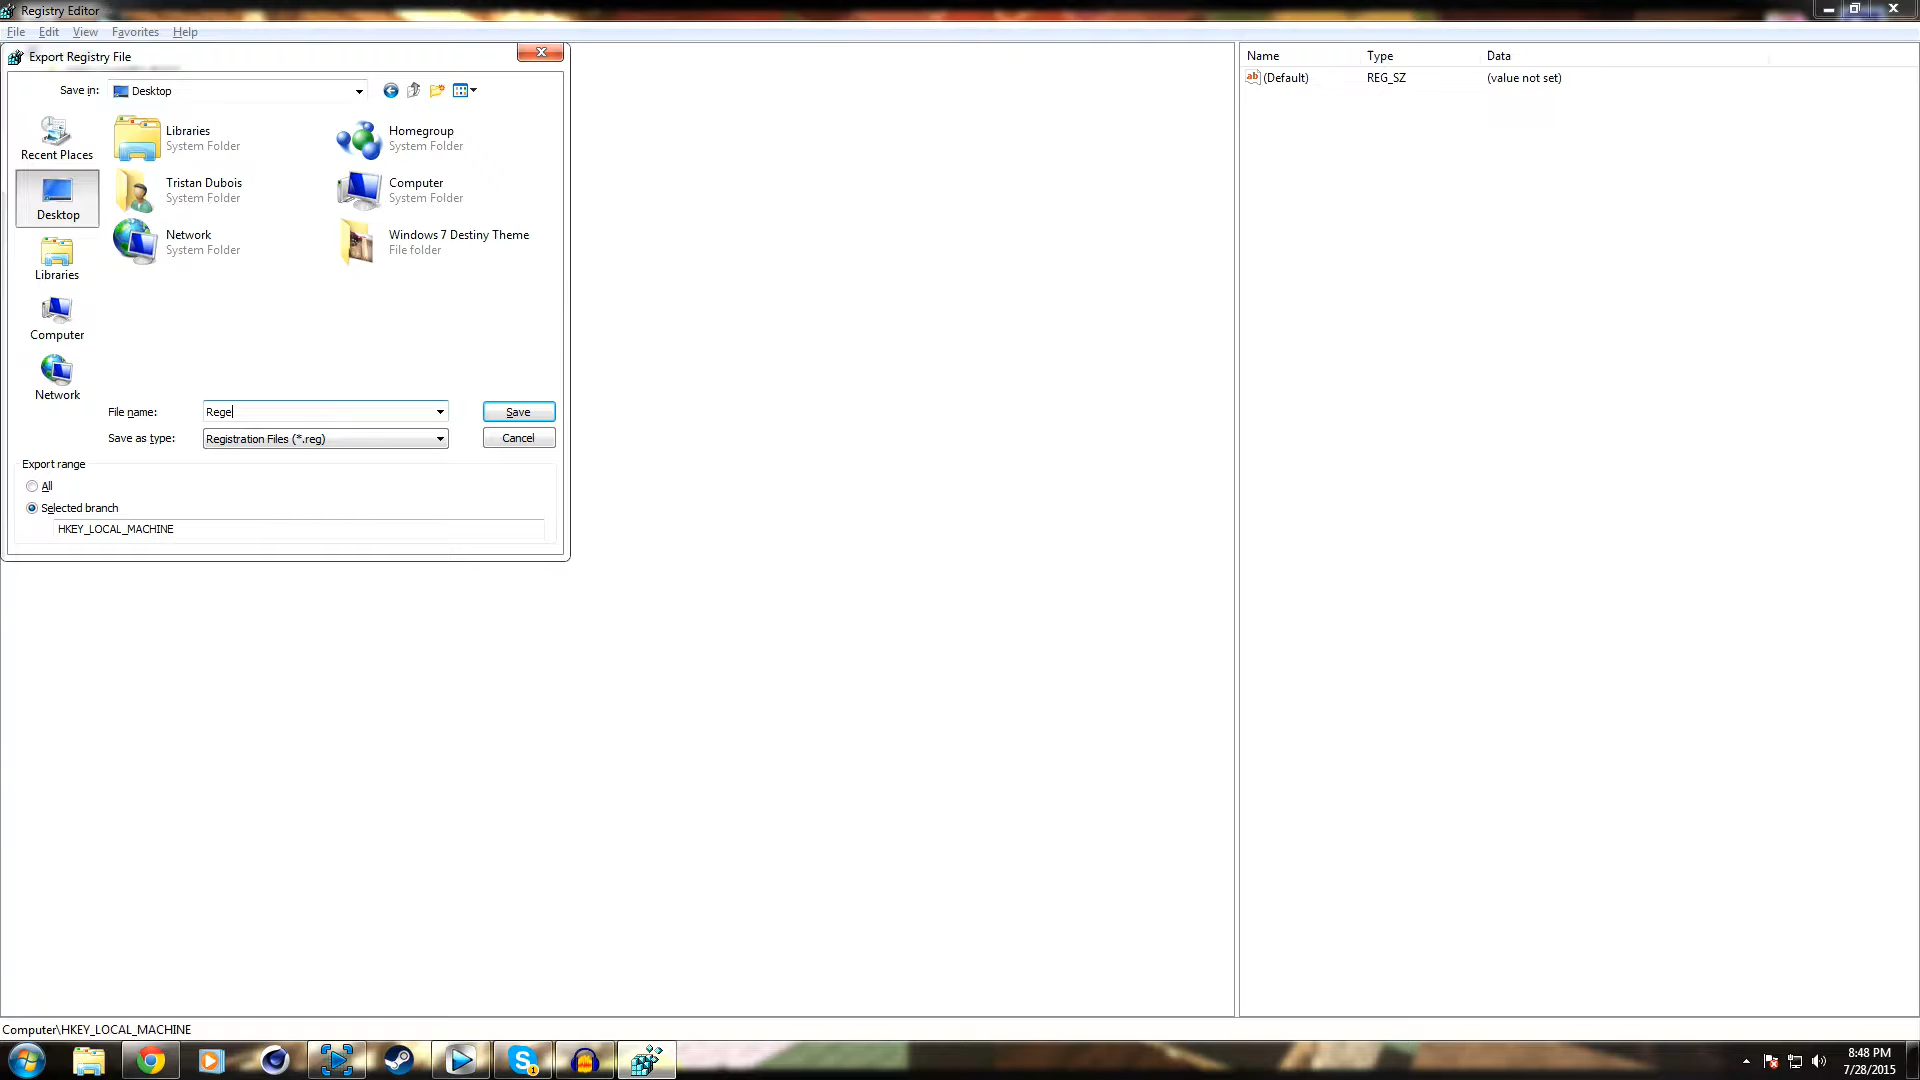 Registry Editor
File Edit View Favorites Help
Export Registry File
Save in: Desktop
Recent Places
Desktop
Libraries
Computer
Network
Libraries
System Folder
Homegroup
System Folder
Tristan Dubois
System Folder
Computer
System Folder
Network
System Folder
Windows 7 Destiny Theme
File folder
File name: Rege Save
Save as type: Registration Files (*.reg) Cancel
Export range
All
Selected branch
HKEY_LOCAL_MACHINE
Name Type Data
ab (Default) REG_SZ (value not set)
Computer\HKEY_LOCAL_MACHINE
8:48 PM
7/28/2015